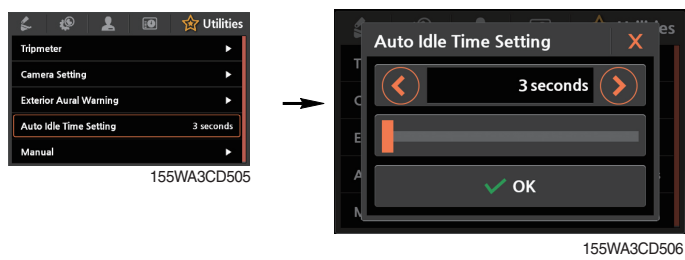 Utilities
Tripmeter
Camera Setting
Exterior Aural Warning
Auto Idle Time Setting 3 seconds
Manual
155WA3CD505
Auto Idle Time Setting X
3 seconds
OK
155WA3CD506